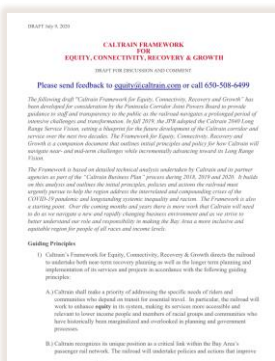 DRAFT July 9, 2020
CALTRAIN FRAMEWORK
FOR
EQUITY, CONNECTIVITY, RECOVERY & GROWTH
DRAFT FOR DISCUSSION AND COMMENT
Please send feedback to equity@caltrain.com or call 650-508-6499
The following draft "Caltrain Framework for Equity, Connectivity, Recovery and Growth" has
been developed for consideration by the Peninsula Corridor Joint Powers Board to provide
guidance to staff and transparency to the public as the railroad navigates a prolonged period of
intensive challenges and transformation. In fall 2019, the JPB adopted the Caltrain 2040 Long
Range Service Vision, setting a blueprint for the future development of the Caltrain corridor and
service over the next two decades. The Framework for Equity, Connectivity, Recovery and
Growth is a companion document that outlines initial principles and policy for how Caltrain will
navigate near- and mid-term challenges while incrementally advancing toward its Long Range
Vision.
The Framework is based on detailed technical analysis undertaken by Caltrain and its partner
agencies as part of the "Caltrain Business Plan" process during 2018, 2019 and 2020. It builds
on this analysis and outlines the initial principles, policies and actions the railroad must
urgently pursue to help the region address the interrelated and compounding crises of the
COVID-19 pandemic and longstanding systemic inequality and racism. The Framework is also
a starting point. Over the coming months and years there is more work that Caltrain will need
to do as we navigate a new and rapidly changing business environment and as we strive to
better understand our role and responsibility in making the Bay Area a more inclusive and
equitable region for people of all races and income levels.
Guiding Principles
1) Caltrain's Framework for Equity, Connectivity, Recovery & Growth directs the railroad
to undertake both near-term recovery planning as well as the longer term planning and
implementation of its services and projects in accordance with the following guiding
principles:
A.) Caltrain shall make a priority of addressing the specific needs of riders and
communities who depend on transit for essential travel. In particular, the railroad will
work to enhance equity in its system, making its services more accessible and
relevant to lower income people and members of racial groups and communities who
have historically been marginalized and overlooked in planning and government
processes.
B.) Caltrain recognizes its unique position as a critical link within the Bay Area's
passenger rail network. The railroad will undertake policies and actions that improve